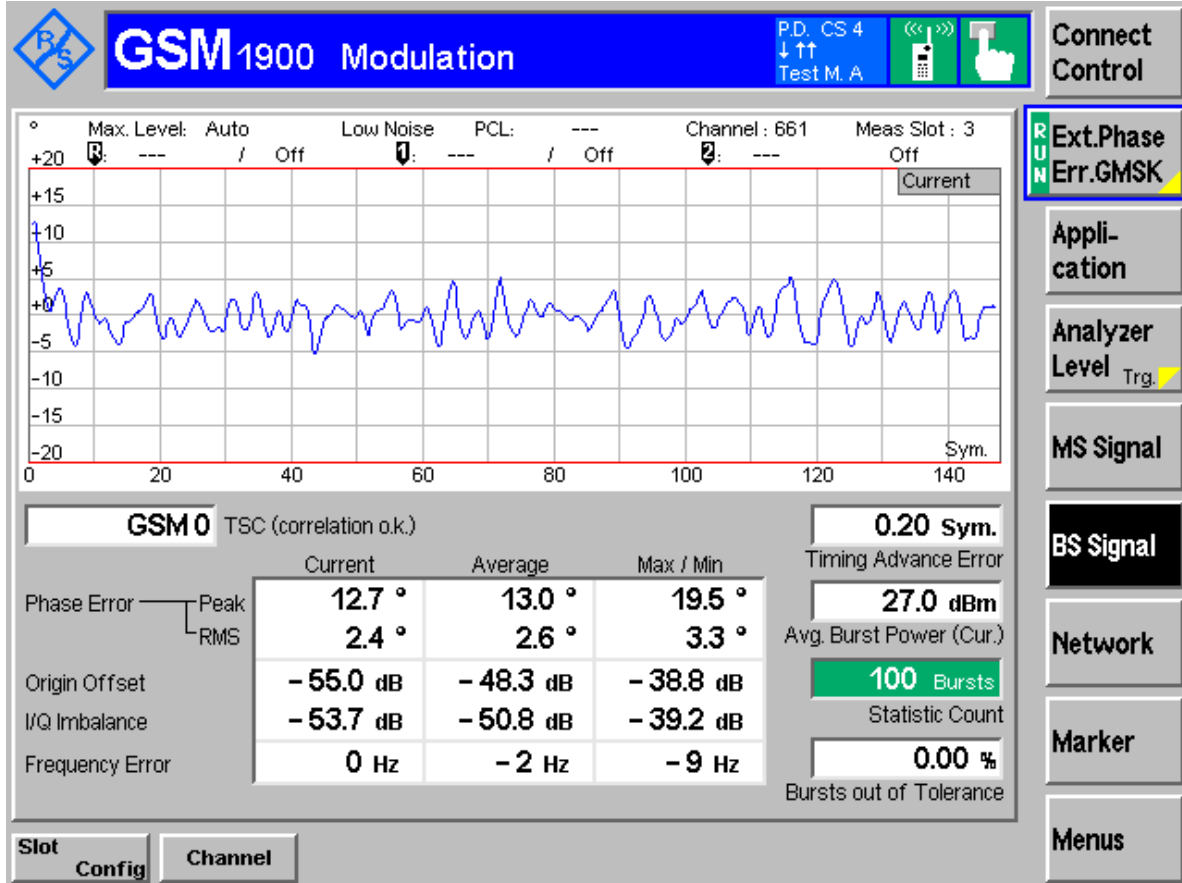 R/S GSM 1900 Modulation P.D. CS 4
↓ ↑↑
Test M. A
Connect
Control
° Max. Level: Auto Low Noise PCL: --- Channel : 661 Meas Slot : 3
+20 R: --- / Off 1: --- / Off 2: --- Off
Current
+15
+10
+5
+0
-5
-10
-15
-20
Sym.
0 20 40 60 80 100 120 140
GSM 0 TSC (correlation o.k.)
Current Average Max / Min
Phase Error Peak 12.7 ° 13.0 ° 19.5 °
RMS 2.4 ° 2.6 ° 3.3 °
Origin Offset - 55.0 dB - 48.3 dB - 38.8 dB
I/Q Imbalance - 53.7 dB - 50.8 dB - 39.2 dB
Frequency Error 0 Hz - 2 Hz - 9 Hz
0.20 Sym.
Timing Advance Error
27.0 dBm
Avg. Burst Power (Cur.)
100 Bursts
Statistic Count
0.00 %
Bursts out of Tolerance
RUN
Ext.Phase
Err.GMSK
Appli-
cation
Analyzer
Level Trg.
MS Signal
BS Signal
Network
Marker
Menus
Slot
Config
Channel